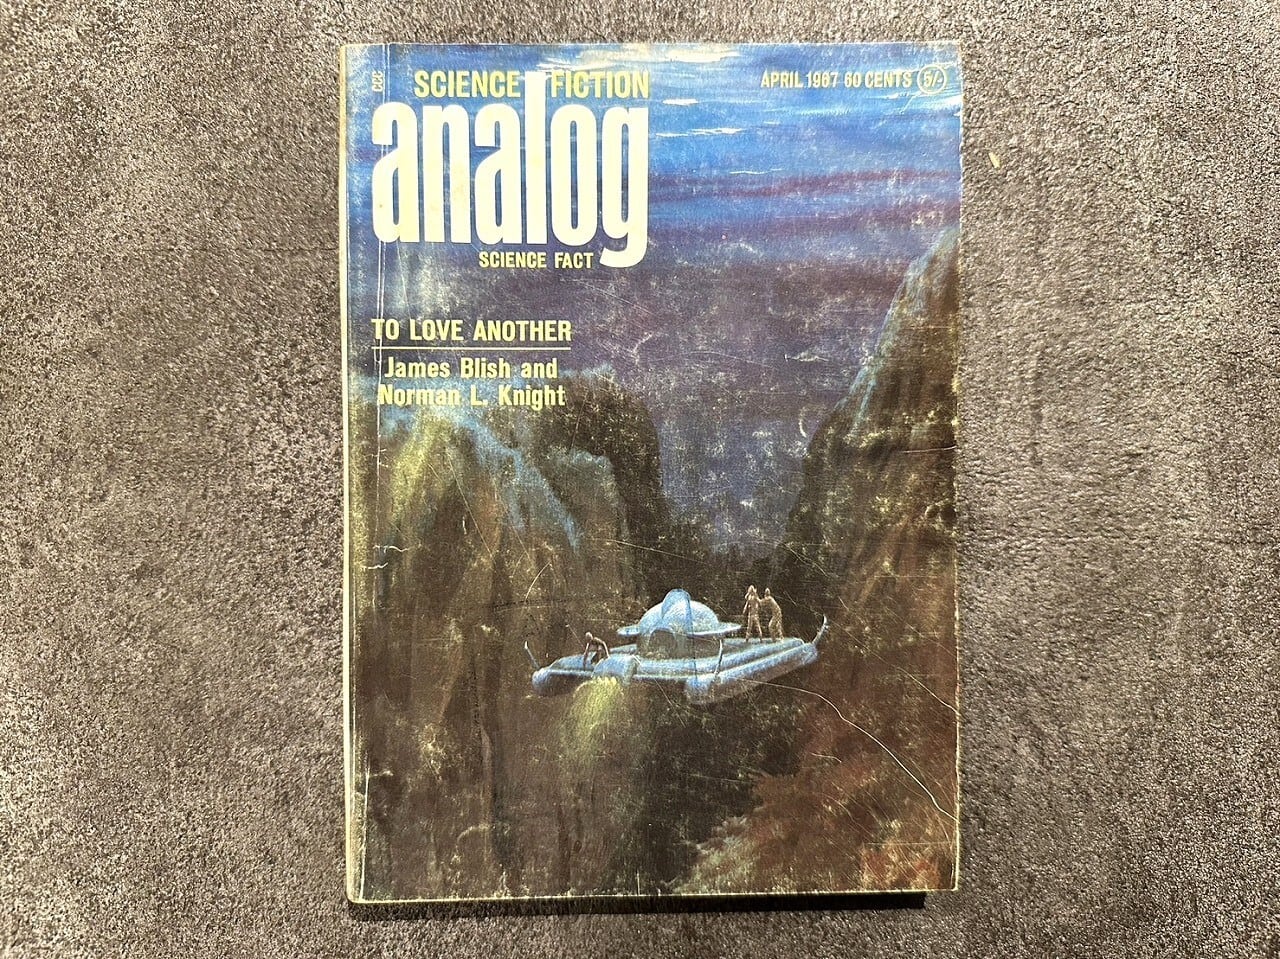 SCIENCE FICTION
APRIL 1967 60 CENTS 5/-
analog
SCIENCE FACT
TO LOVE ANOTHER
James Blish and
Norman L. Knight